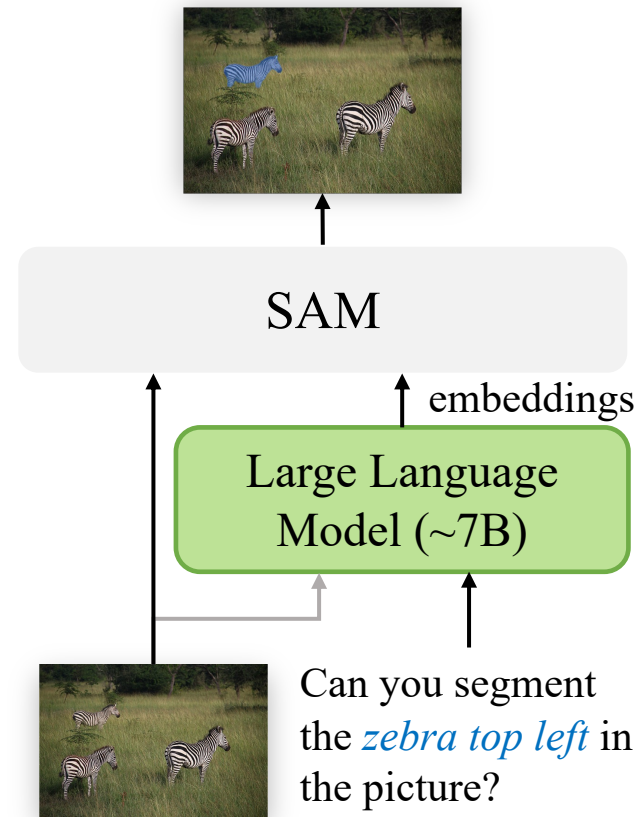 SAM
embeddings
Large Language
Model (~7B)
Can you segment
the zebra top left in
the picture?